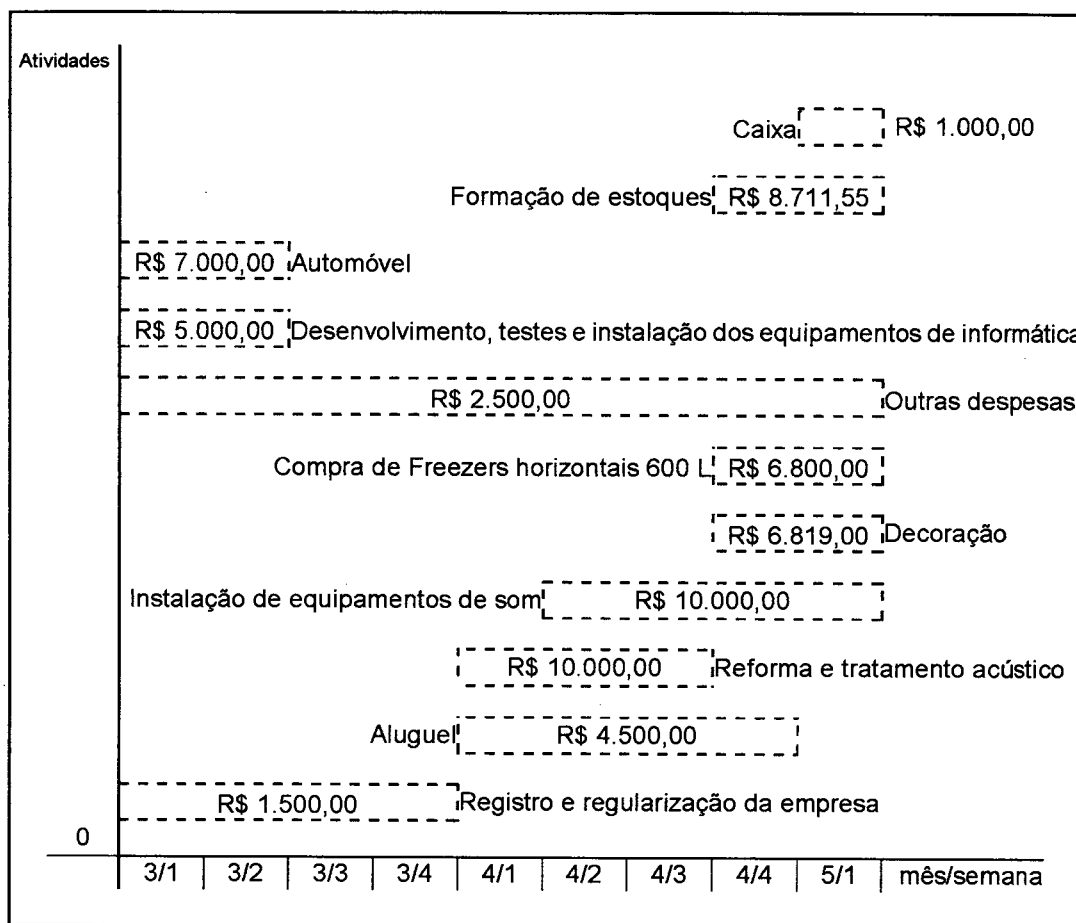 Atividades
Caixa R$ 1.000,00
Formação de estoques R$ 8.711,55
R$ 7.000,00 Automóvel
R$ 5.000,00 Desenvolvimento, testes e instalação dos equipamentos de informática
R$ 2.500,00 Outras despesas
Compra de Freezers horizontais 600 L R$ 6.800,00
R$ 6.819,00 Decoração
Instalação de equipamentos de som R$ 10.000,00
R$ 10.000,00 Reforma e tratamento acústico
Aluguel R$ 4.500,00
R$ 1.500,00 Registro e regularização da empresa
0
3/1 3/2 3/3 3/4 4/1 4/2 4/3 4/4 5/1 mês/semana